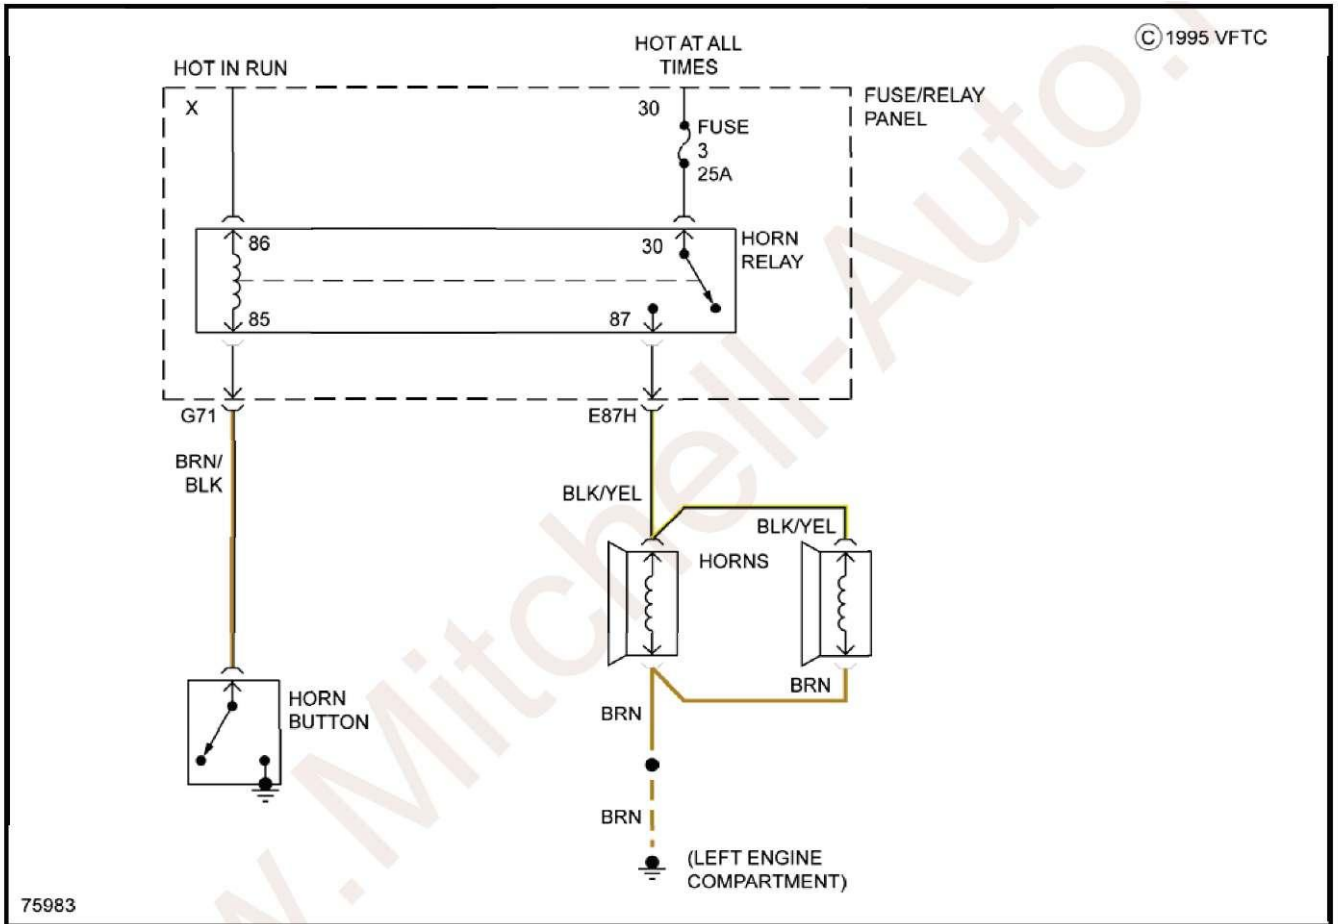 © 1995 VFTC
HOT IN RUN
HOT AT ALL
TIMES
X
30
FUSE/RELAY
PANEL
FUSE
3
25A
86
30
HORN
RELAY
85
87
G71
E87H
BRN/
BLK
BLK/YEL
BLK/YEL
HORNS
HORN
BUTTON
BRN
BRN
BRN
(LEFT ENGINE
COMPARTMENT)
75983
w.Mitchell-Auto.